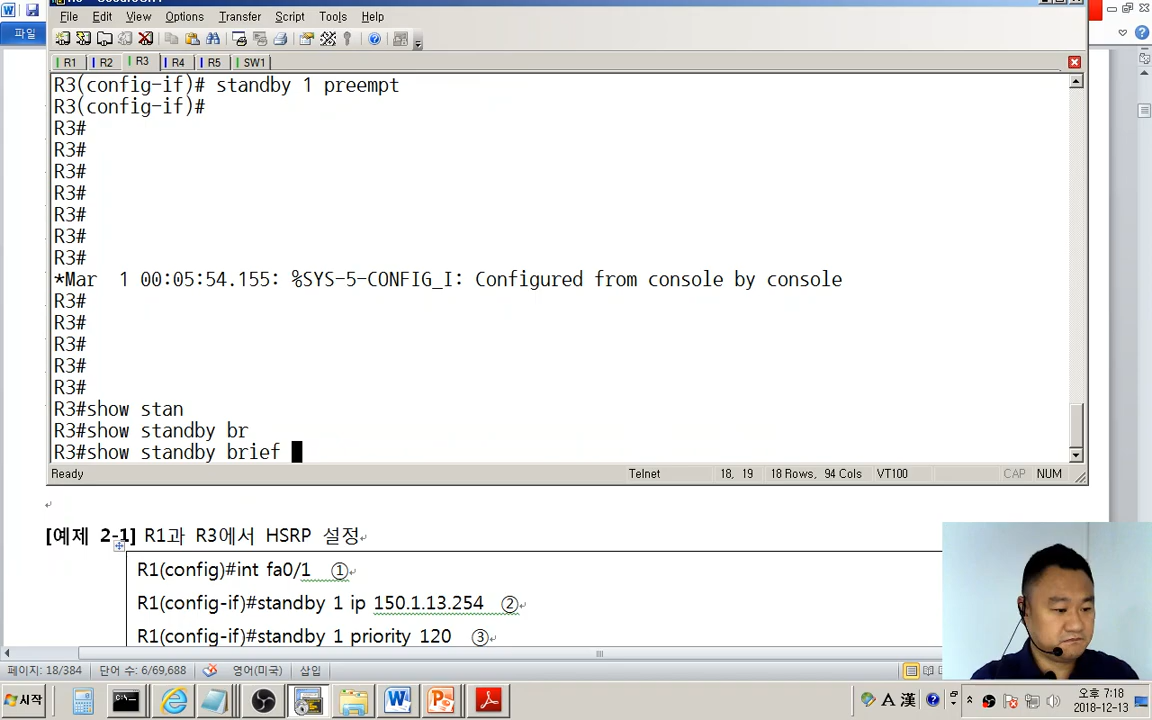 파일
File Edit View Options Transfer Script Tools Help
R1 R2 R3 R4 R5 SW1
R3(config-if)# standby 1 preempt
R3(config-if)#
R3#
R3#
R3#
R3#
R3#
R3#
R3#
*Mar  1 00:05:54.155: %SYS-5-CONFIG_I: Configured from console by console
R3#
R3#
R3#
R3#
R3#
R3#show stan
R3#show standby br
R3#show standby brief
Ready Telnet 18, 19 18 Rows, 94 Cols VT100 CAP NUM
[예제 2-1] R1과 R3에서 HSRP 설정
R1(config)#int fa0/1 ①
R1(config-if)#standby 1 ip 150.1.13.254 ②
R1(config-if)#standby 1 priority 120 ③
페이지: 18/384 단어 수: 6/69,688 영어(미국) 삽입
시작 A 漢 오후 7:18
2018-12-13